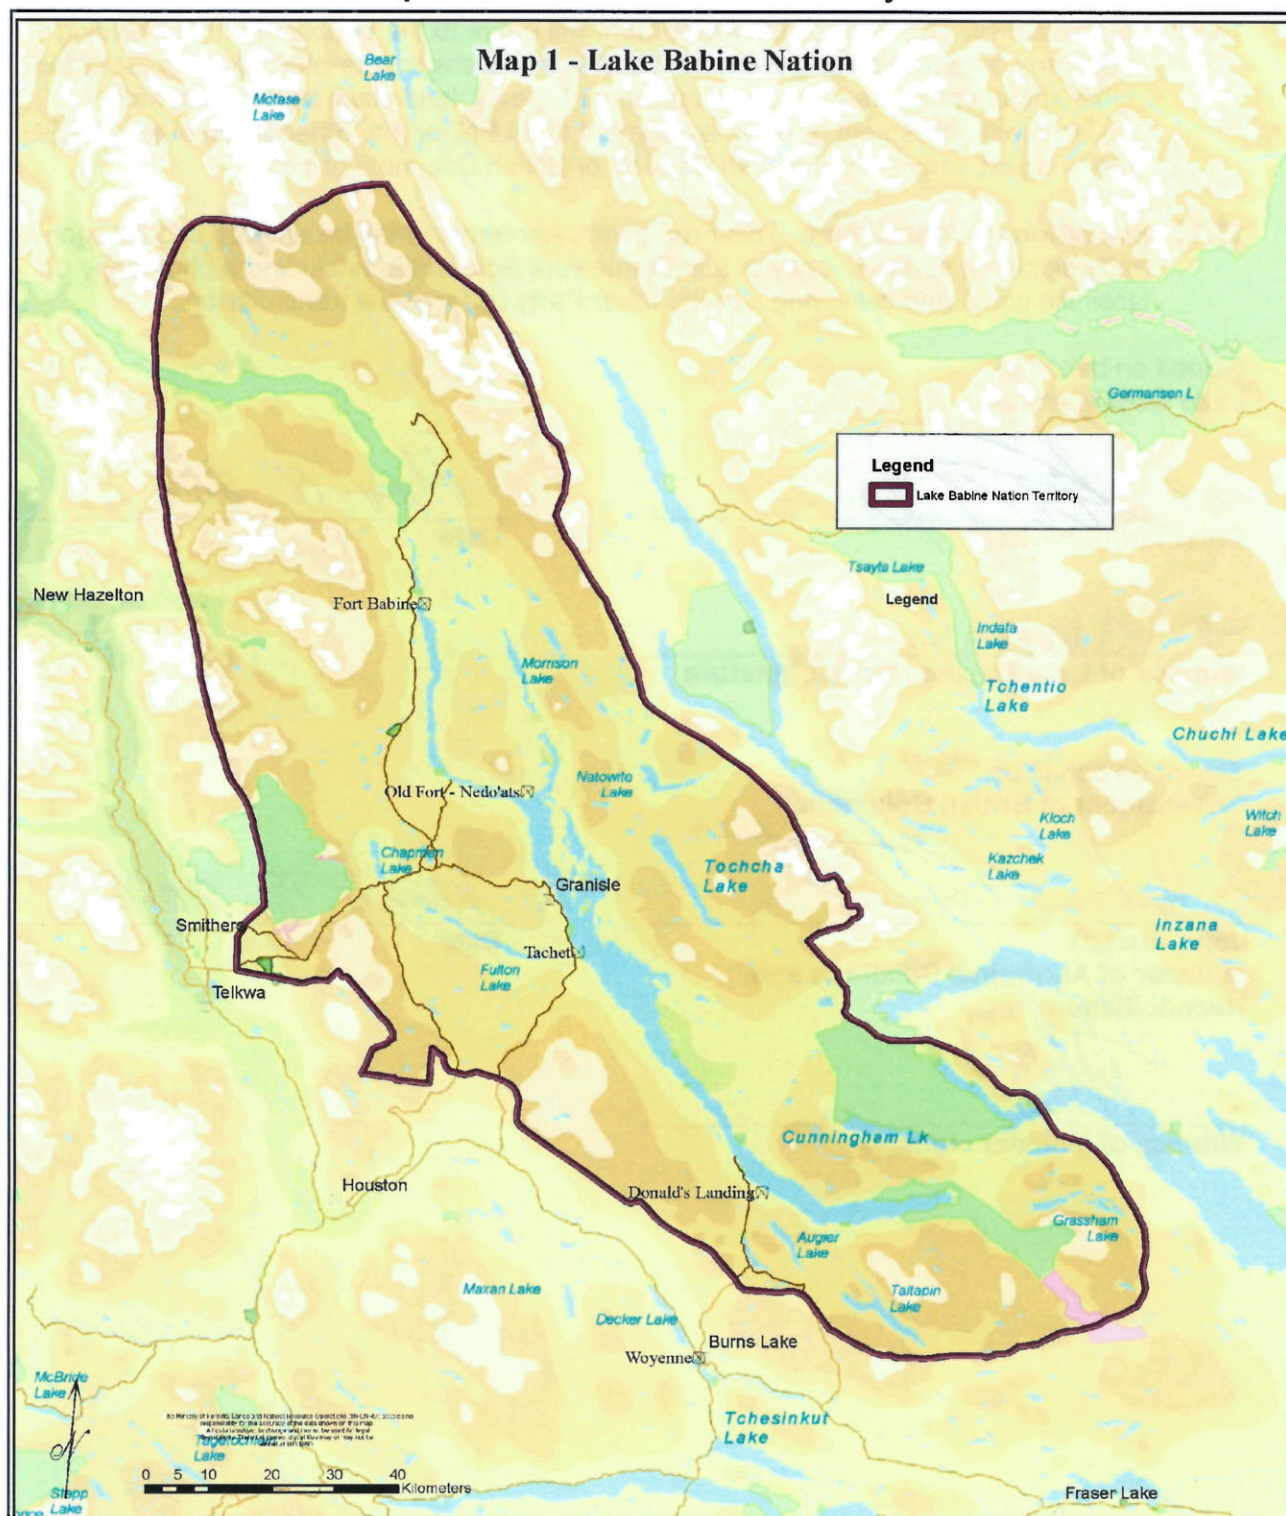 Map 1 - Lake Babine Nation
Bear
Lake
Motase
Lake
Germansen L
Legend
Lake Babine Nation Territory
Tsayta Lake
Legend
New Hazelton
Fort Babine
Indata
Lake
Morrison
Lake
Tchentlo
Lake
Chuchi Lake
Old Fort - Nedo'ats
Natowite
Lake
Kloch
Lake
Witch
Lake
Chapman
Lake
Tochcha
Lake
Kazchek
Lake
Granisle
Smithers
Inzana
Lake
Tachet
Fulton
Lake
Telkwa
Cunningham Lk
Houston
Donald's Landing
Grassham
Lake
Augier
Lake
Maxan Lake
Taltapin
Lake
Decker Lake
Burns Lake
Woyenne
McBride
Lake
Tchesinkut
Lake
Lake
0 5 10 20 30 40
Kilometers
Lake
Fraser Lake